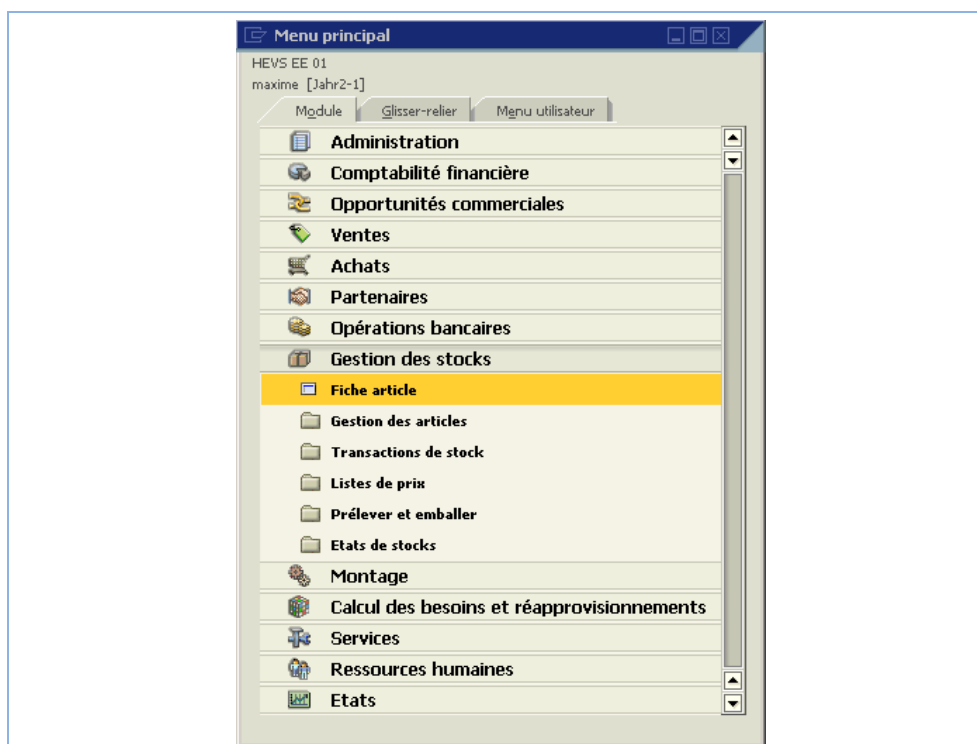 Menu principal
HEVS EE 01
maxime [Jahr2-1]
Module Glisser-relier Menu utilisateur
Administration
Comptabilité financière
Opportunités commerciales
Ventes
Achats
Partenaires
Opérations bancaires
Gestion des stocks
Fiche article
Gestion des articles
Transactions de stock
Listes de prix
Prélever et emballer
Etats de stocks
Montage
Calcul des besoins et réapprovisionnements
Services
Ressources humaines
Etats